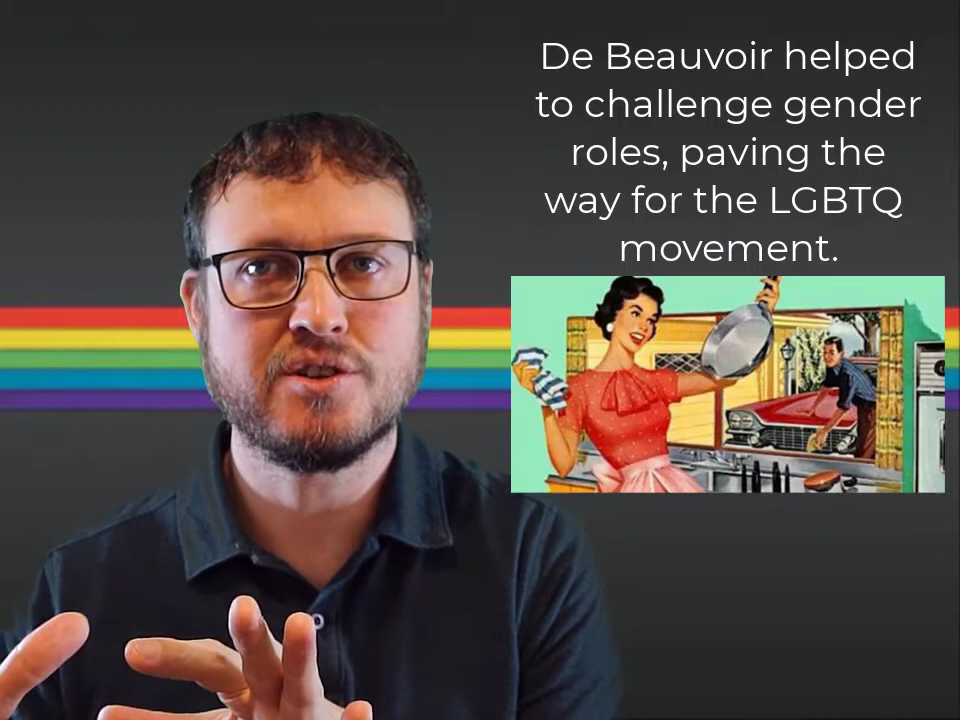 De Beauvoir helped
to challenge gender
roles, paving the
way for the LGBTQ
movement.